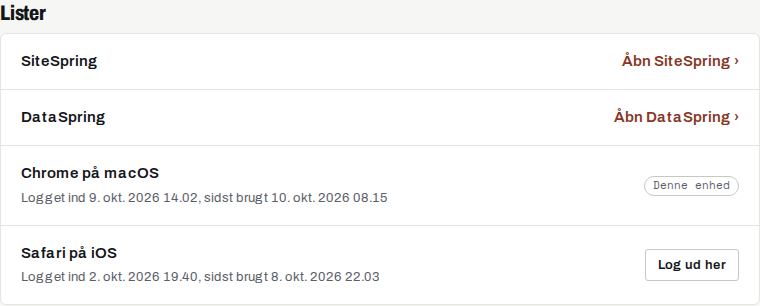 Lister
SiteSpring
Åbn SiteSpring ›
DataSpring
Åbn DataSpring ›
Chrome på macOS
Logget ind 9. okt. 2026 14.02, sidst brugt 10. okt. 2026 08.15
Denne enhed
Safari på iOS
Logget ind 2. okt. 2026 19.40, sidst brugt 8. okt. 2026 22.03
Log ud her